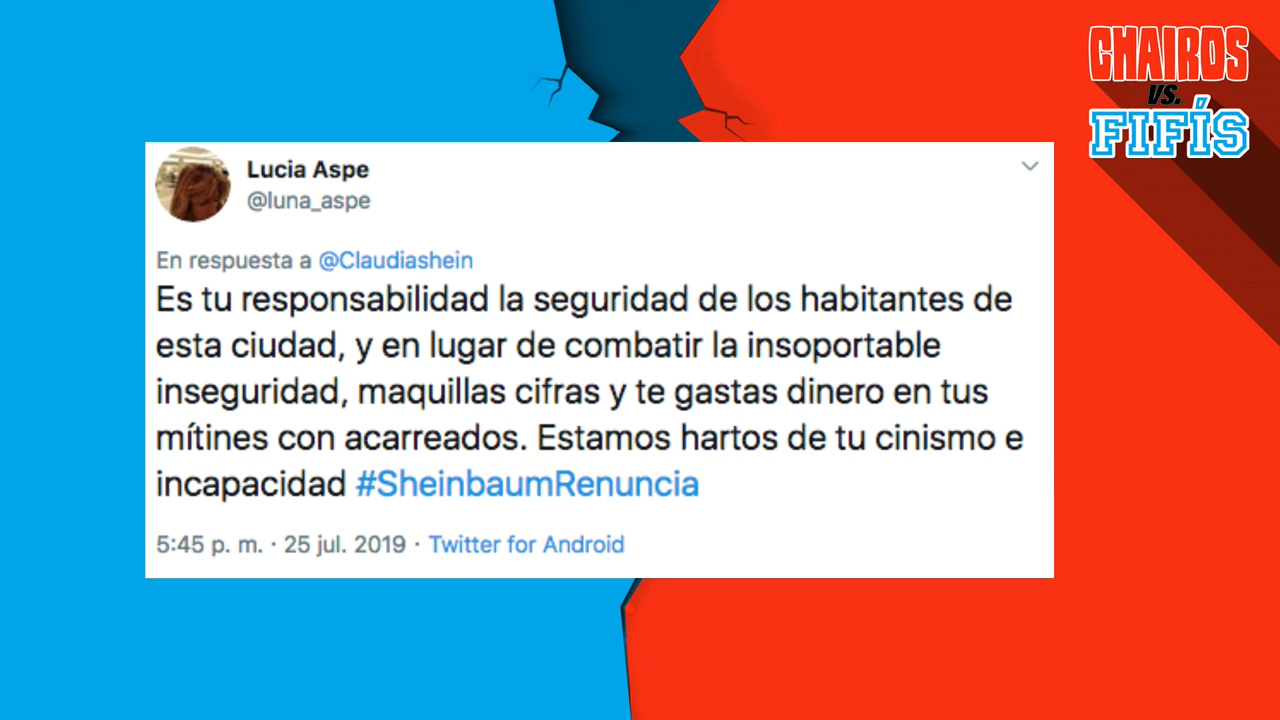 CHAIROS
VS.
FIFÍS
Lucia Aspe
@luna_aspe
En respuesta a @Claudiashein
Es tu responsabilidad la seguridad de los habitantes de
esta ciudad, y en lugar de combatir la insoportable
inseguridad, maquillas cifras y te gastas dinero en tus
mítines con acarreados. Estamos hartos de tu cinismo e
incapacidad #SheinbaumRenuncia
5:45 p. m. · 25 jul. 2019 · Twitter for Android